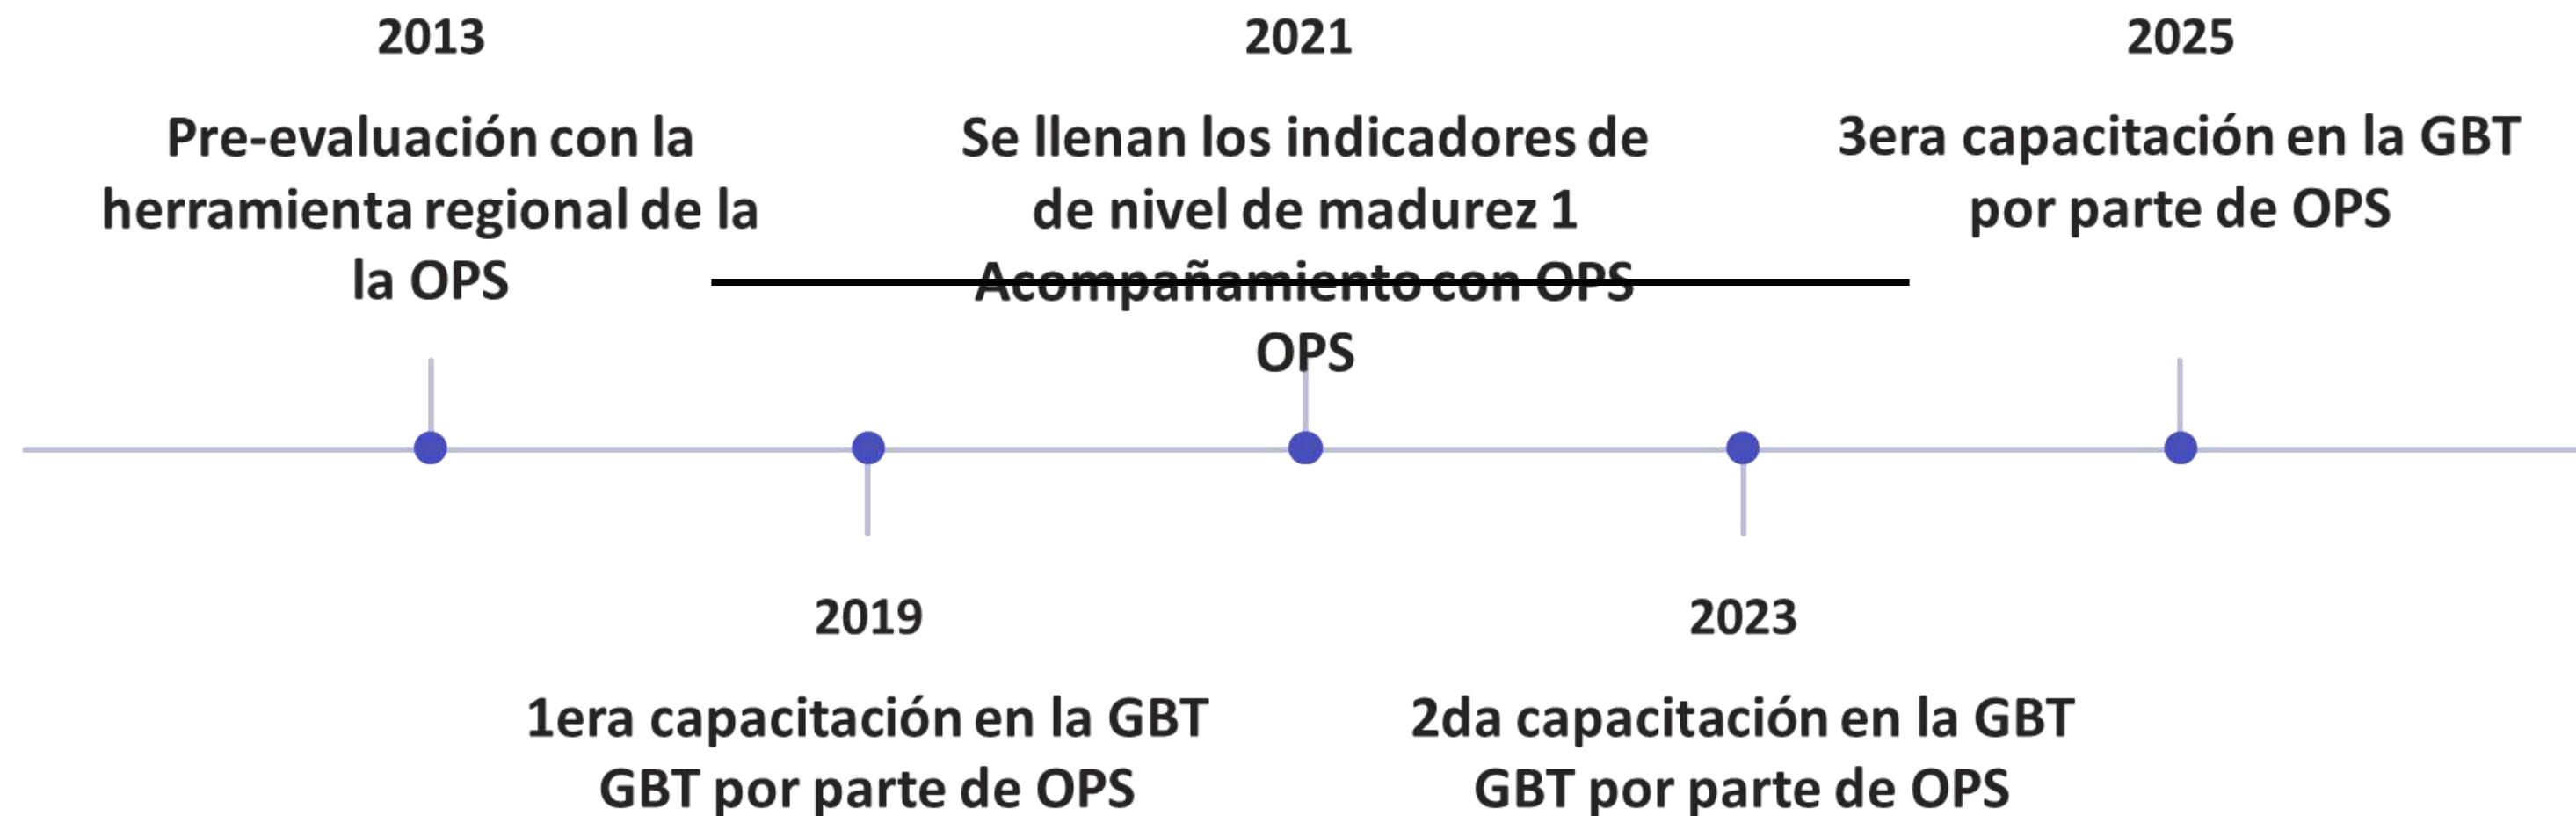 2013
Pre-evaluación con la
herramienta regional de la
la OPS
2019
1era capacitación en la GBT
GBT por parte de OPS
2021
Se llenan los indicadores de
de nivel de madurez 1
Acompañamiento con OPS
OPS
2023
2da capacitación en la GBT
GBT por parte de OPS
2025
3era capacitación en la GBT
por parte de OPS